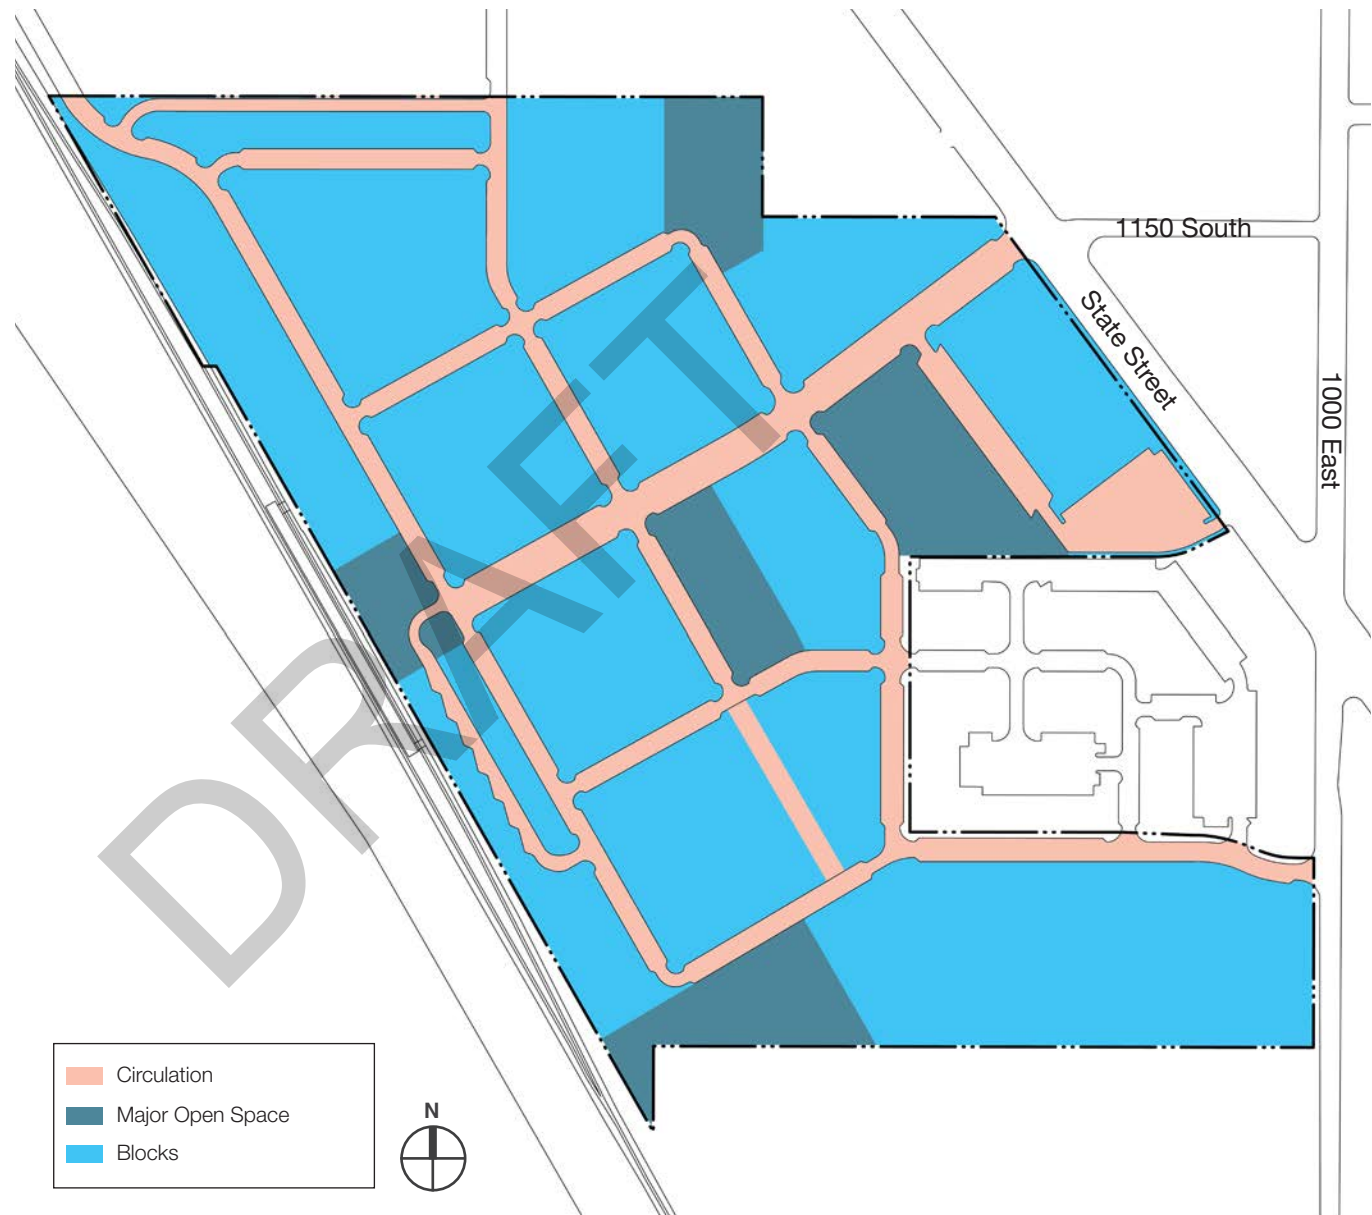 1150 South
State Street
1000 East
DRAFT
Circulation
Major Open Space
Blocks
N